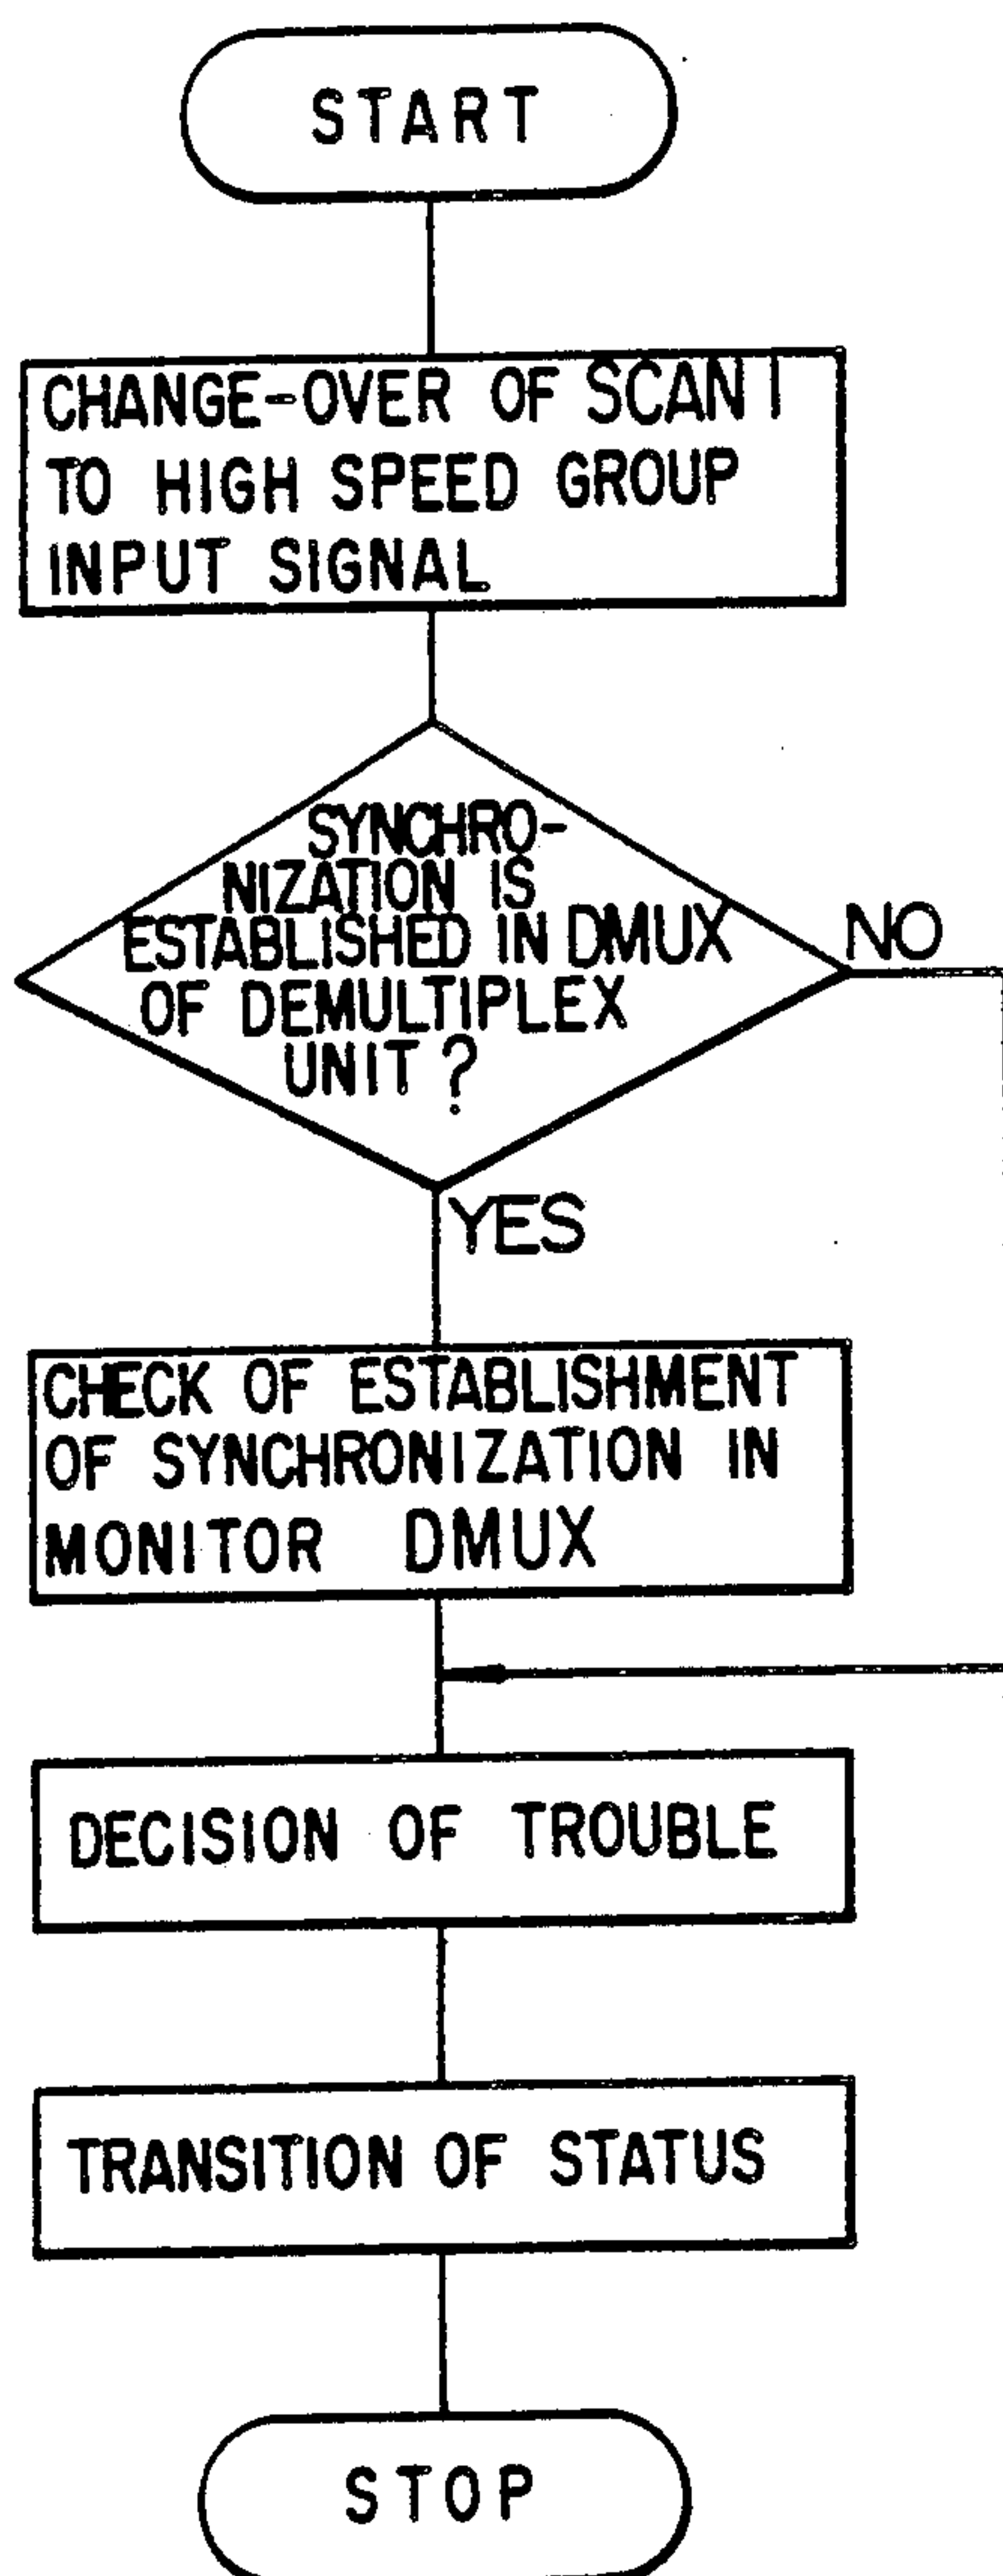 START
CHANGE-OVER OF SCAN 1
TO HIGH SPEED GROUP
INPUT SIGNAL
SYNCHRO-
NIZATION IS
ESTABLISHED IN DMUX
OF DEMULTIPLEX
UNIT?
NO
YES
CHECK OF ESTABLISHMENT
OF SYNCHRONIZATION IN
MONITOR DMUX
DECISION OF TROUBLE
TRANSITION OF STATUS
STOP